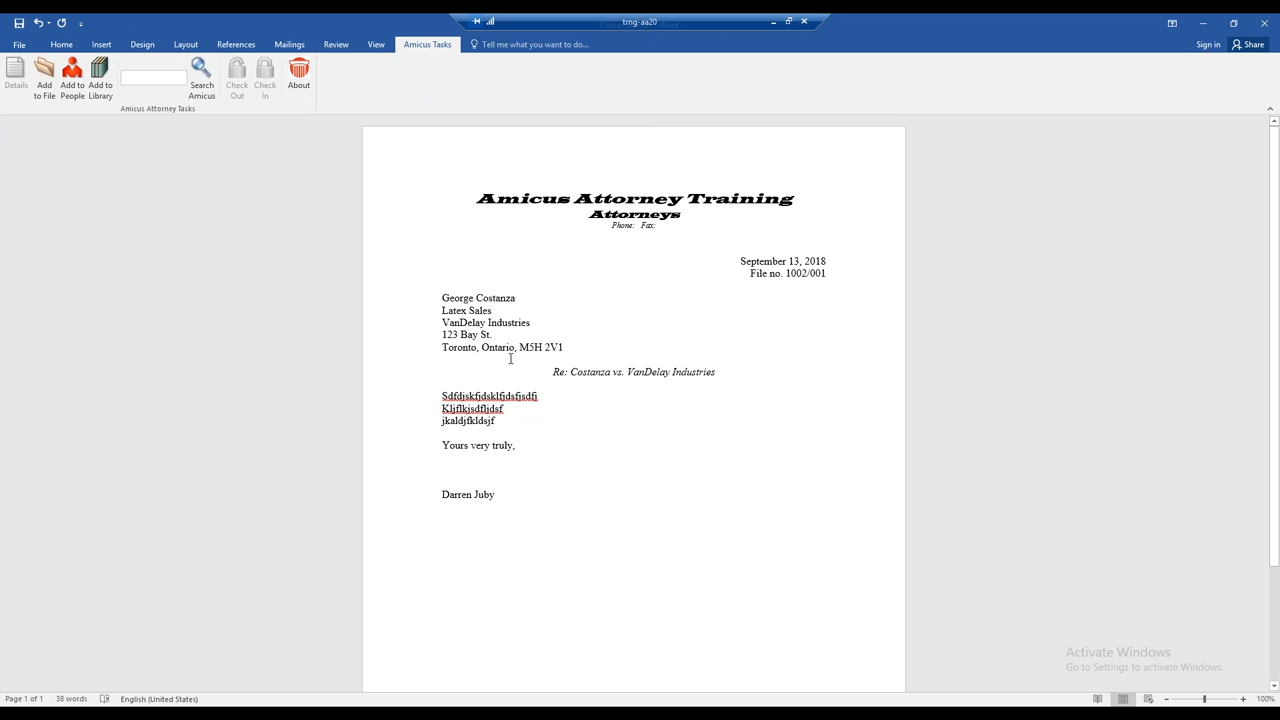 trng-aa20
File Home Insert Design Layout References Mailings Review View Amicus Tasks Tell me what you want to do... Sign in Share
Details Add to File Add to People Add to Library Search Amicus Check Out Check In About
Amicus Attorney Tasks
Amicus Attorney Training
Attorneys
Phone: Fax:
September 13, 2018
File no. 1002/001
George Costanza
Latex Sales
VanDelay Industries
123 Bay St.
Toronto, Ontario, M5H 2V1
Re: Costanza vs. VanDelay Industries
Sdfdjskfjdsklfjdsfjsdfj
Kljflkjsdfljdsf
jkaldjfkldsjf
Yours very truly,
Darren Juby
Activate Windows
Go to Settings to activate Windows.
Page 1 of 1 38 words English (United States) 100%